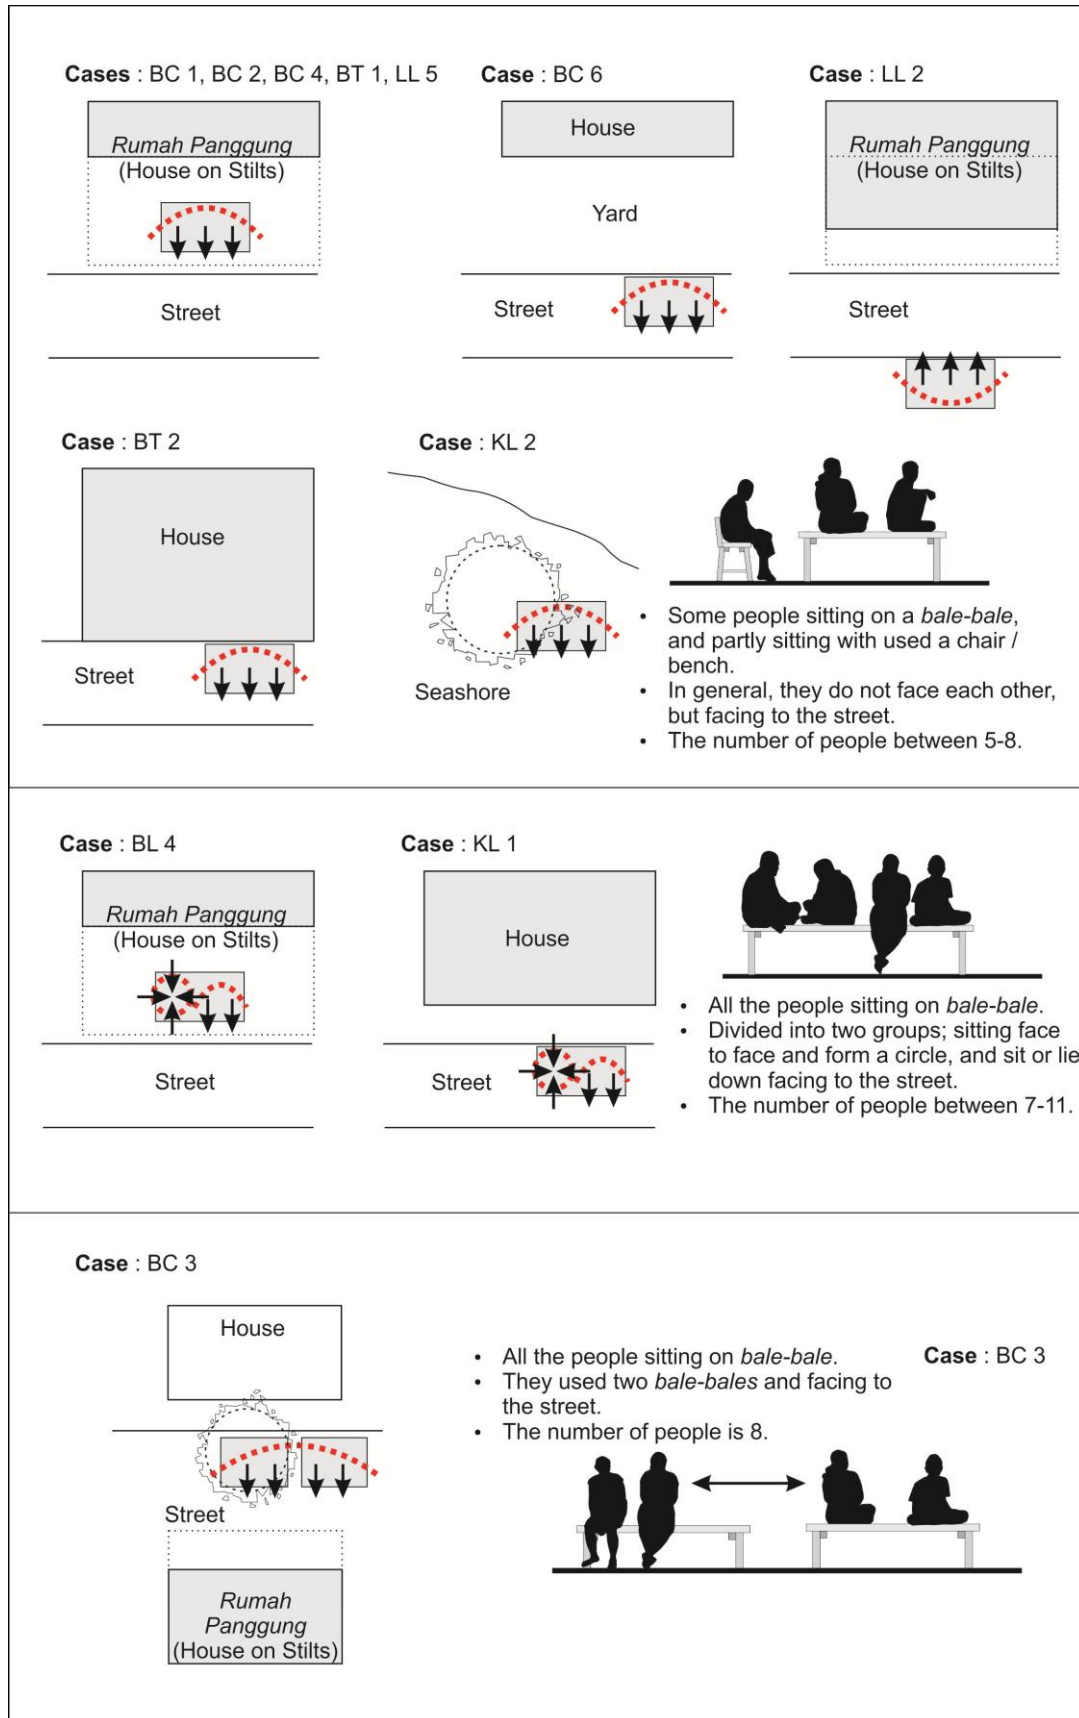 Cases : BC 1, BC 2, BC 4, BT 1, LL 5
Rumah Panggung
(House on Stilts)
Street
Case : BC 6
House
Yard
Street
Case : LL 2
Rumah Panggung
(House on Stilts)
Street
Case : BT 2
House
Street
Case : KL 2
Seashore
• Some people sitting on a bale-bale,
and partly sitting with used a chair /
bench.
• In general, they do not face each other,
but facing to the street.
• The number of people between 5-8.
Case : BL 4
Rumah Panggung
(House on Stilts)
Street
Case : KL 1
House
Street
• All the people sitting on bale-bale.
• Divided into two groups; sitting face
to face and form a circle, and sit or lie
down facing to the street.
• The number of people between 7-11.
Case : BC 3
House
Street
Rumah
Panggung
(House on Stilts)
• All the people sitting on bale-bale.
• They used two bale-bales and facing to
the street.
• The number of people is 8.
Case : BC 3